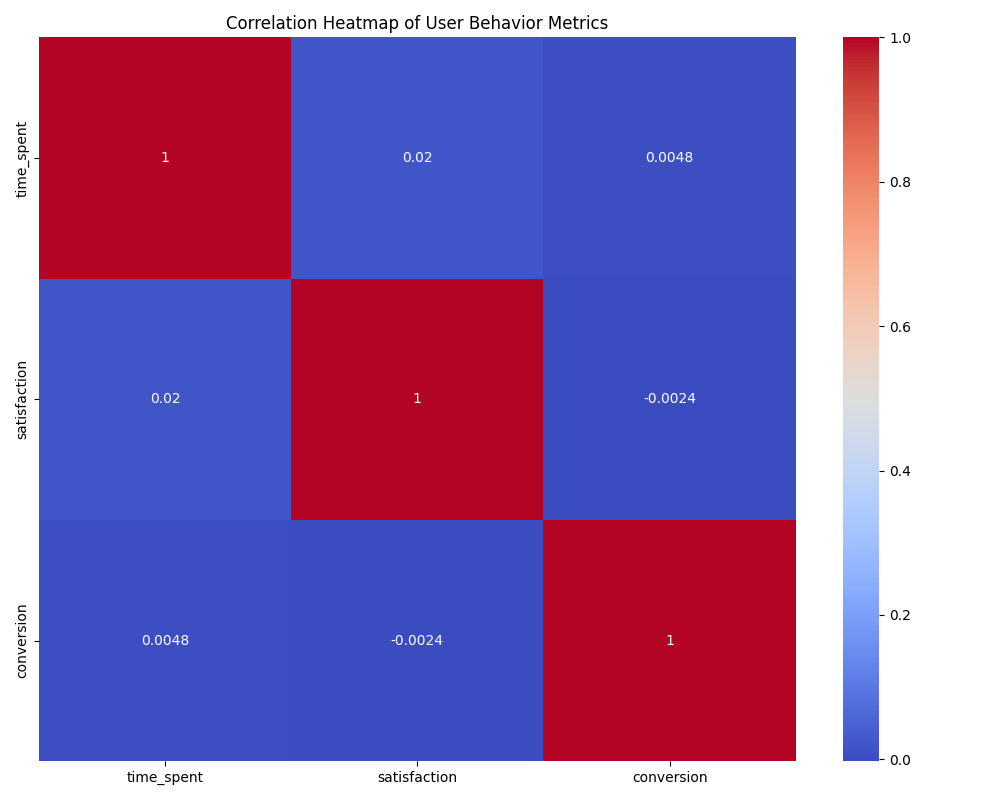 Correlation Heatmap of User Behavior Metrics
time_spent
1
0.02
0.0048
satisfaction
0.02
1
-0.0024
conversion
0.0048
-0.0024
1
time_spent
satisfaction
conversion
1.0
0.8
0.6
0.4
0.2
0.0